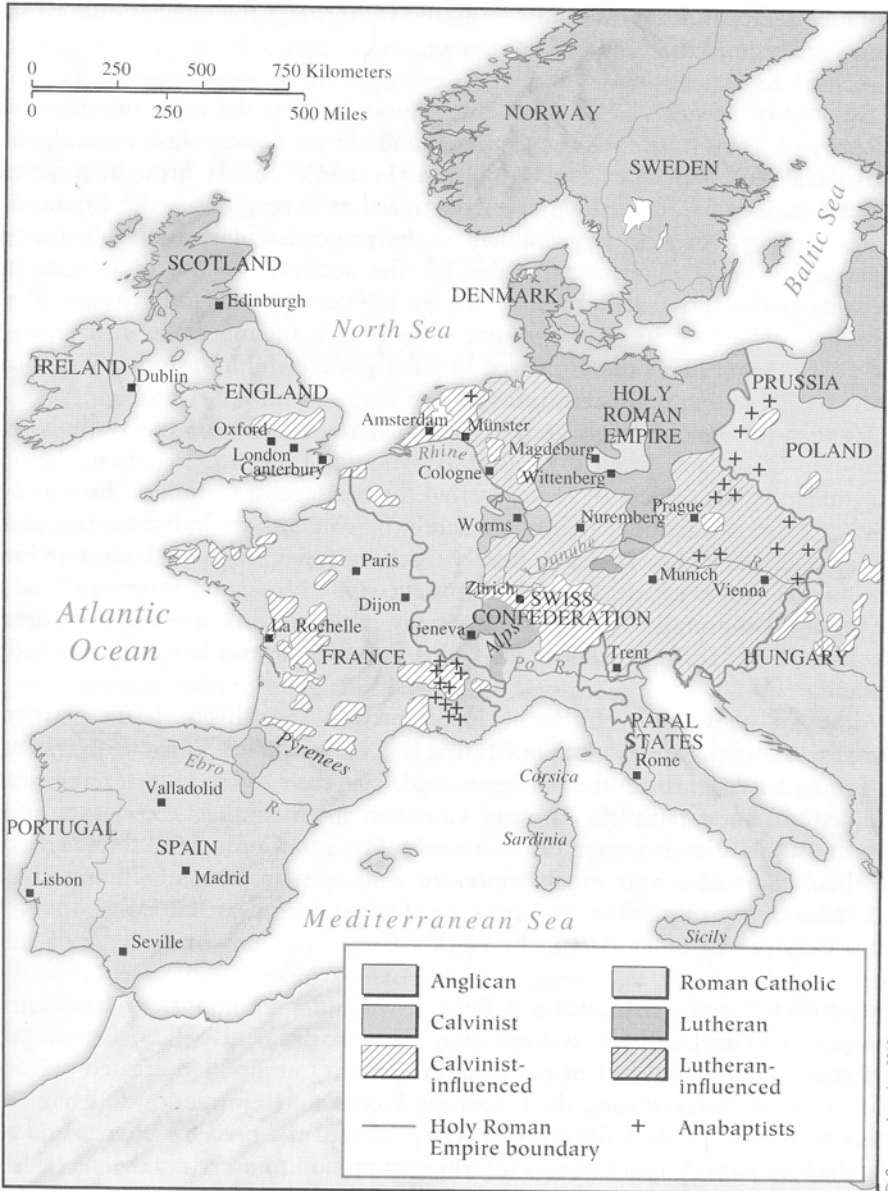 0 250 500 750 Kilometers
0 250 500 Miles
NORWAY
SWEDEN
Baltic Sea
SCOTLAND
Edinburgh
DENMARK
North Sea
IRELAND
Dublin
ENGLAND
HOLY
ROMAN
EMPIRE
PRUSSIA
Amsterdam
Münster
POLAND
Oxford
London
Canterbury
Rhine
Cologne
Magdeburg
Wittenberg
Worms
Nuremberg
Prague
Paris
Danube
R.
Munich
Vienna
Dijon
Zürich
SWISS
CONFEDERATION
Atlantic
Ocean
La Rochelle
Geneva
Alps
FRANCE
Po R.
Trent
HUNGARY
Pyrenees
PAPAL
STATES
Rome
Ebro
R.
Corsica
Valladolid
PORTUGAL
SPAIN
Madrid
Sardinia
Lisbon
Mediterranean Sea
Seville
Sicily
Anglican
Roman Catholic
Calvinist
Lutheran
Calvinist-
influenced
Lutheran-
influenced
Holy Roman
Empire boundary
+ Anabaptists